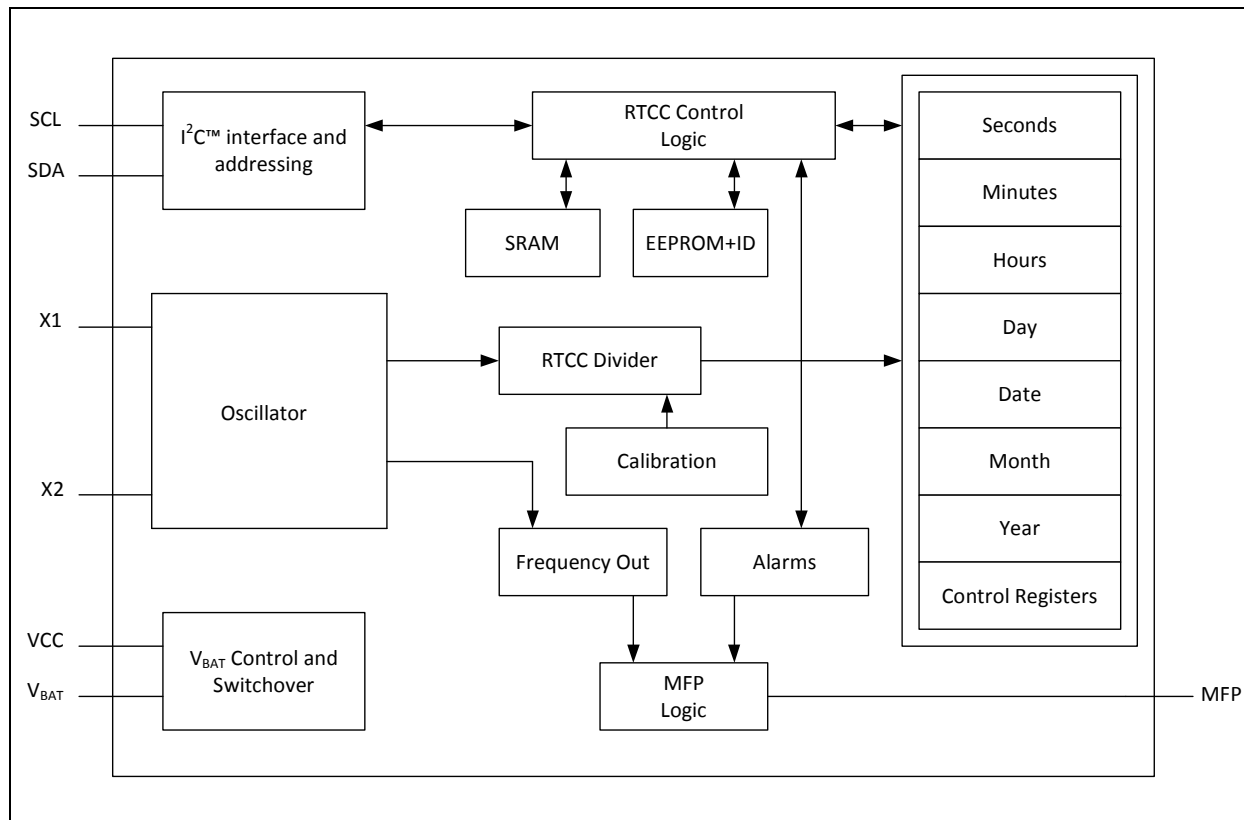 SCL
SDA
I²C™ interface and
addressing
RTCC Control
Logic
SRAM
EEPROM+ID
X1
X2
Oscillator
RTCC Divider
Calibration
Frequency Out
Alarms
VCC
VBAT
VBAT Control and
Switchover
MFP
Logic
MFP
Seconds
Minutes
Hours
Day
Date
Month
Year
Control Registers